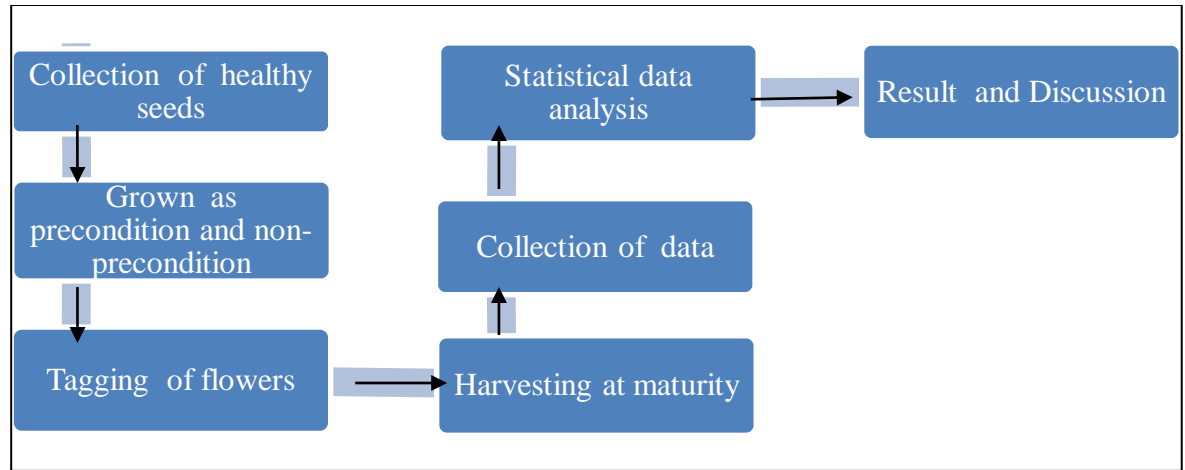 Collection of healthy
seeds
Grown as
precondition and non-
precondition
Tagging of flowers
Harvesting at maturity
Collection of data
Statistical data
analysis
Result and Discussion